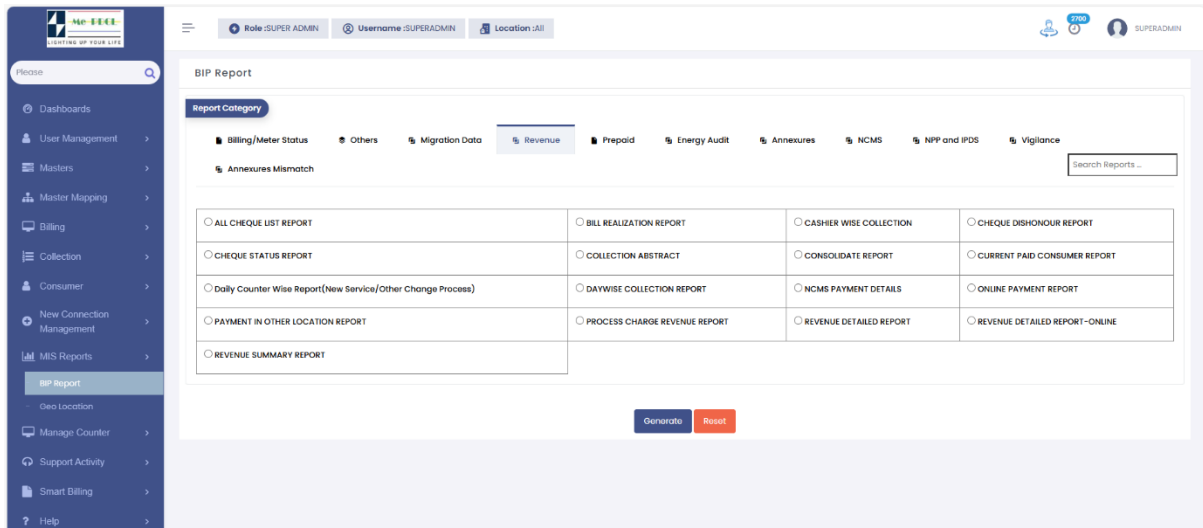 Me-PDCL
LIGHTING UP YOUR LIFE
Role :SUPER ADMIN
Username :SUPERADMIN
Location :All
3700
SUPERADMIN
Please
Dashboards
User Management
Masters
Master Mapping
Billing
Collection
Consumer
New Connection
Management
MIS Reports
BIP Report
Geo Location
Manage Counter
Support Activity
Smart Billing
Help
BIP Report
Report Category
Billing/Meter Status Others Migration Data Revenue Prepaid Energy Audit Annexures NCMS NPP and IPDS Vigilance
Annexures Mismatch
Search Reports ...
ALL CHEQUE LIST REPORT BILL REALIZATION REPORT CASHIER WISE COLLECTION CHEQUE DISHONOUR REPORT
CHEQUE STATUS REPORT COLLECTION ABSTRACT CONSOLIDATE REPORT CURRENT PAID CONSUMER REPORT
Daily Counter Wise Report(New Service/Other Change Process) DAYWISE COLLECTION REPORT NCMS PAYMENT DETAILS ONLINE PAYMENT REPORT
PAYMENT IN OTHER LOCATION REPORT PROCESS CHARGE REVENUE REPORT REVENUE DETAILED REPORT REVENUE DETAILED REPORT-ONLINE
REVENUE SUMMARY REPORT
Generate Reset